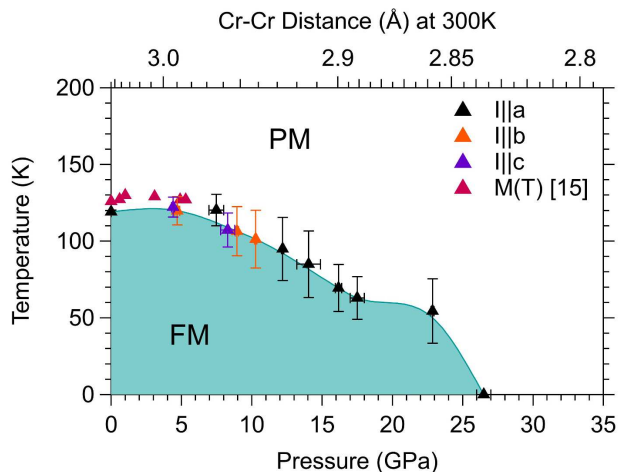 Cr-Cr Distance (Å) at 300K
3.0 2.9 2.85 2.8
200
150
100
50
0
Temperature (K)
PM
FM
I||a
I||b
I||c
M(T) [15]
0 5 10 15 20 25 30 35
Pressure (GPa)